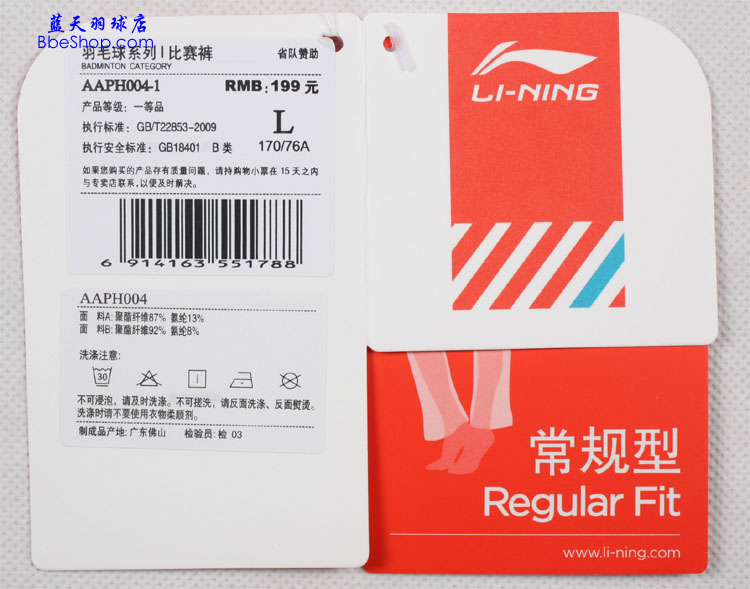 蓝天羽球店
BbeShop.com
羽毛球系列 | 比赛裤
省队赞助
BADMINTON CATEGORY
AAPH004-1
RMB: 199 元
产品等级: 一等品
执行标准: GB/T22853-2009
L
执行安全标准: GB18401 B 类
170/76A
如果您购买的产品存有质量问题, 请持购物小票在 15 天之内
与专卖店联系, 以便及时解决。
6 914163 551788
AAPH004
面 料A: 聚酯纤维87% 氨纶13%
面 料B: 聚酯纤维92% 氨纶8%
洗涤注意:
30
不可浸泡, 请及时洗涤。不可搓洗, 请反面洗涤、反面熨烫。
洗涤时请不要使用衣物柔顺剂。
制成品产地: 广东佛山 检验员: 检 03
LI-NING
常规型
Regular Fit
www.li-ning.com